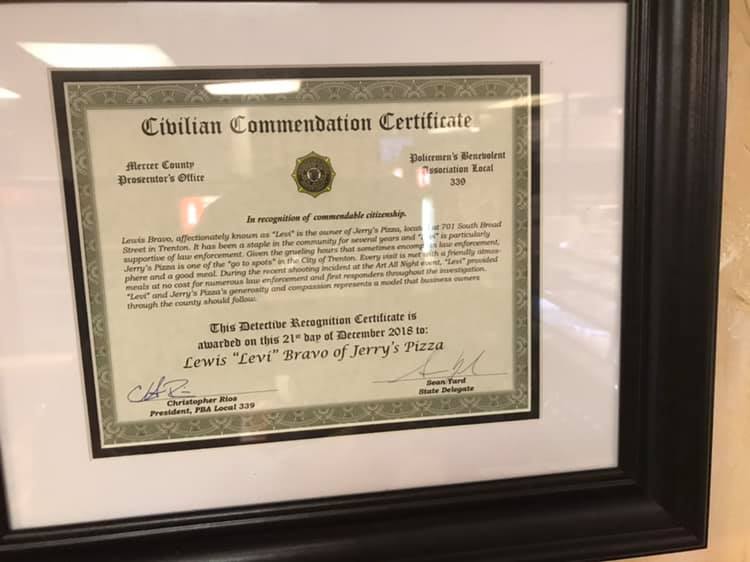 Civilian Commendation Certificate
Mercer County
Prosecutor's Office
Policemen's Benevolent
Association Local
339
In recognition of commendable citizenship.
Lewis Bravo, affectionately known as "Levi" is the owner of Jerry's Pizza, located at 701 South Broad
Street in Trenton. It has been a staple in the community for several years and "Levi" is particularly
supportive of law enforcement. Given the grueling hours that sometimes encompass law enforcement,
Jerry's Pizza is one of the "go to spots" in the City of Trenton. Every visit is met with a friendly atmos-
phere and a good meal. During the recent shooting incident at the Art All Night event, "Levi" provided
meals at no cost for numerous law enforcement and first responders throughout the investigation.
"Levi" and Jerry's Pizza's generosity and compassion represents a model that business owners
through the county should follow.
This Detective Recognition Certificate is
awarded on this 21st day of December 2018 to:
Lewis "Levi" Bravo of Jerry's Pizza
Christopher Rios
President, PBA Local 339
Sean Yard
State Delegate